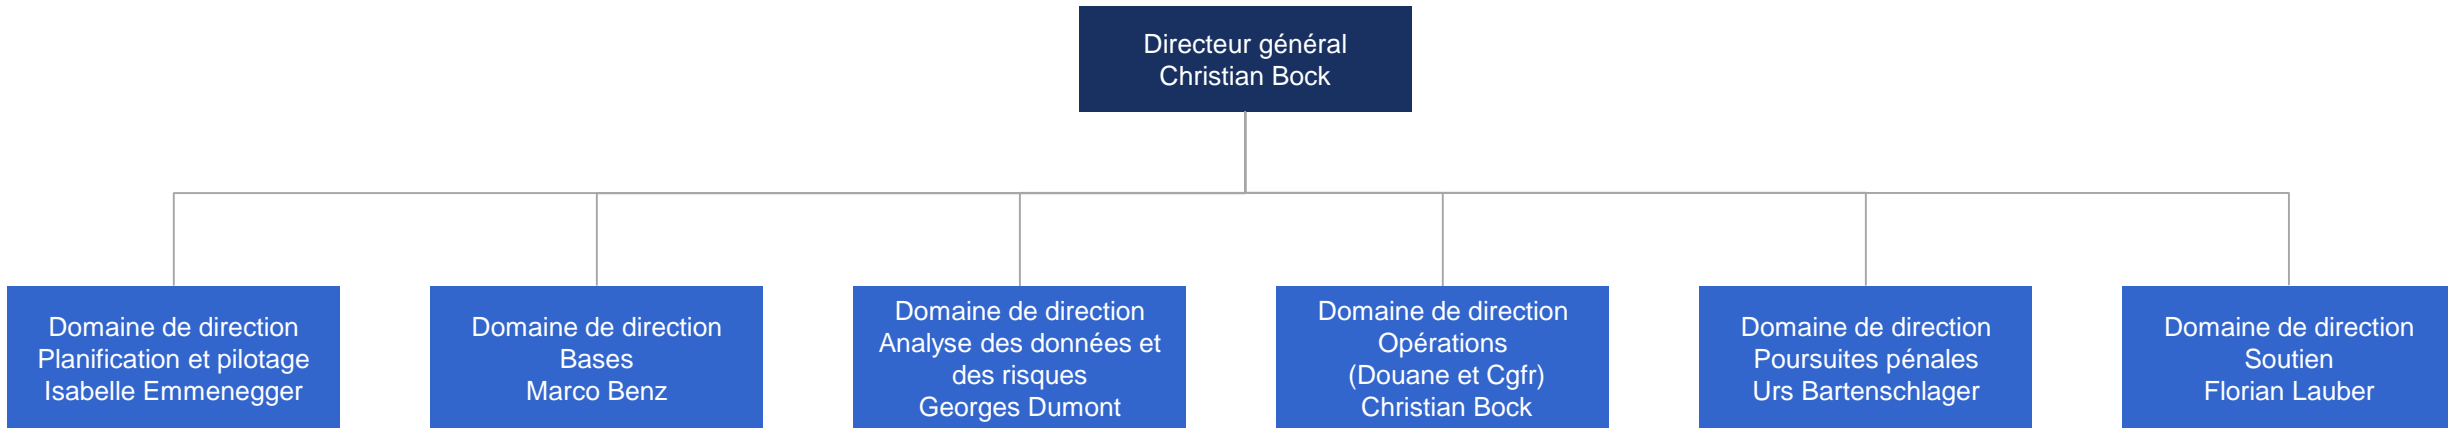 Directeur général
Christian Bock
Domaine de direction
Planification et pilotage
Isabelle Emmenegger
Domaine de direction
Bases
Marco Benz
Domaine de direction
Analyse des données et
des risques
Georges Dumont
Domaine de direction
Opérations
(Douane et Cgfr)
Christian Bock
Domaine de direction
Poursuites pénales
Urs Bartenschlager
Domaine de direction
Soutien
Florian Lauber